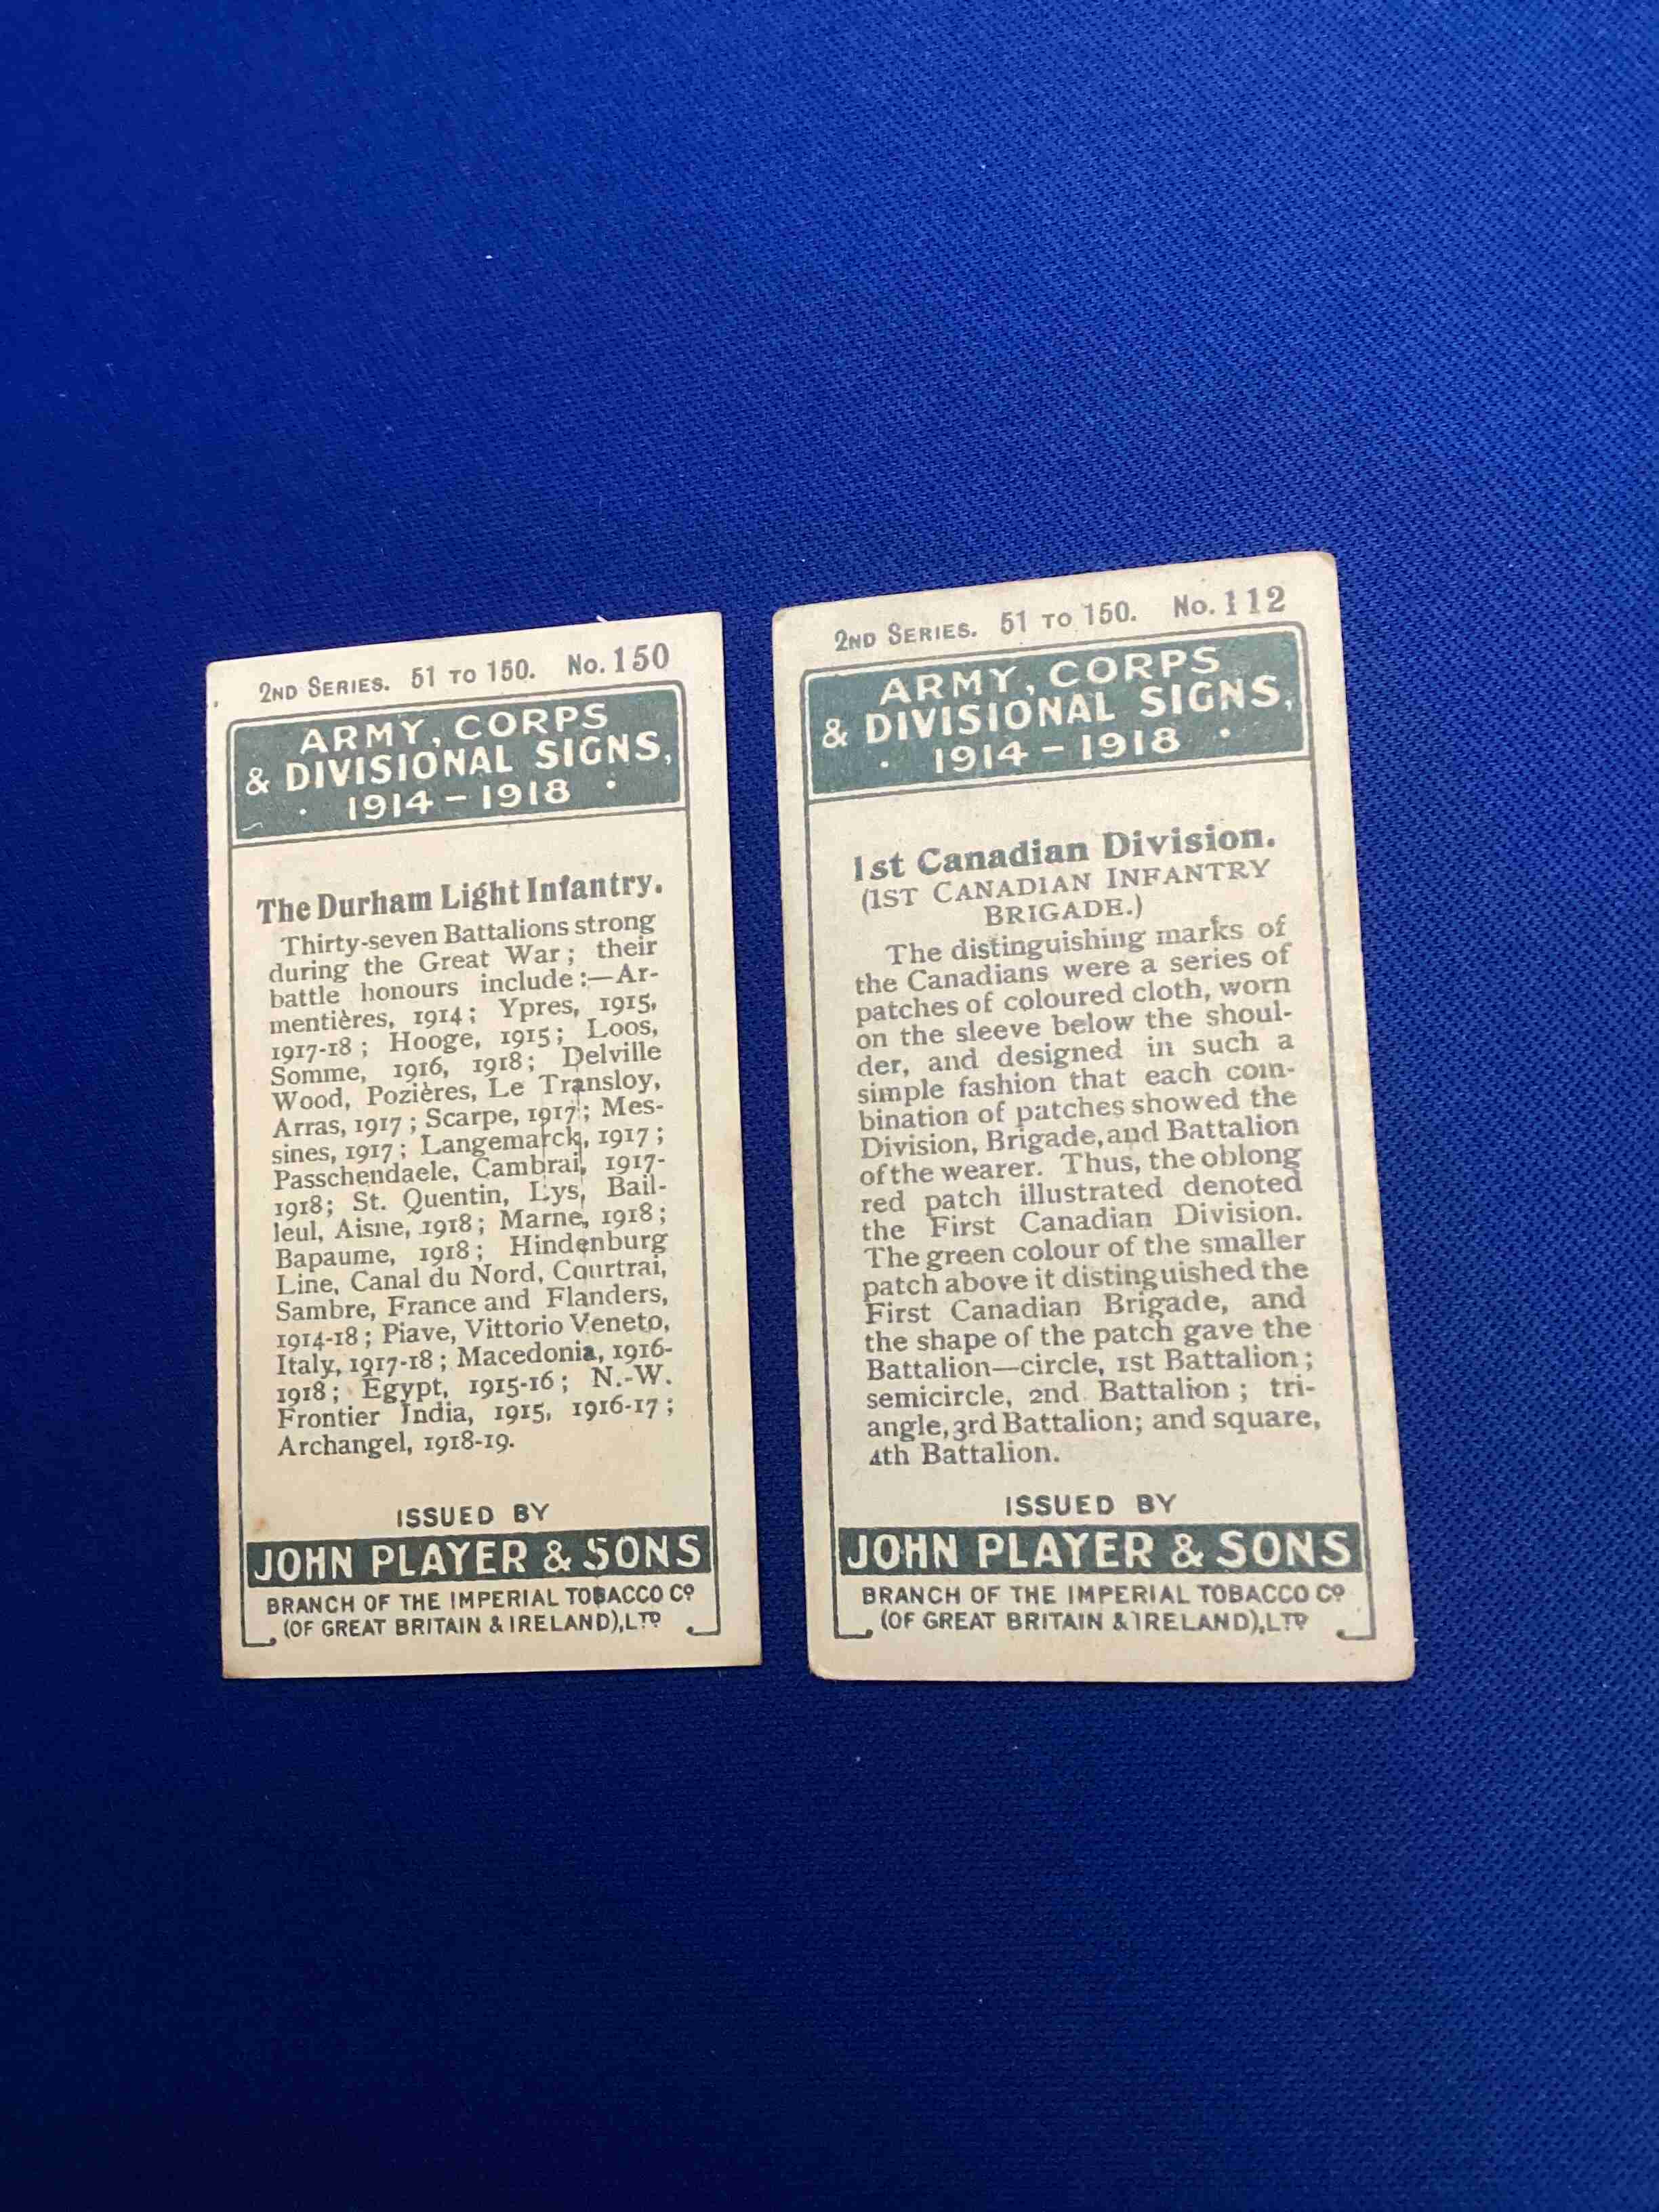 2ND SERIES. 51 TO 150. No. 150
ARMY, CORPS
& DIVISIONAL SIGNS,
· 1914 – 1918 ·
The Durham Light Infantry.
Thirty-seven Battalions strong
during the Great War; their
battle honours include:—Ar-
mentières, 1914; Ypres, 1915,
1917-18; Hooge, 1915; Loos,
Somme, 1916, 1918; Delville
Wood, Pozières, Le Transloy,
Arras, 1917; Scarpe, 1917; Mes-
sines, 1917; Langemarck, 1917;
Passchendaele, Cambrai, 1917-
1918; St. Quentin, Lys, Bail-
leul, Aisne, 1918; Marne, 1918;
Bapaume, 1918; Hindenburg
Line, Canal du Nord, Courtrai,
Sambre, France and Flanders,
1914-18; Piave, Vittorio Veneto,
Italy, 1917-18; Macedonia, 1916-
1918; Egypt, 1915-16; N.-W.
Frontier India, 1915, 1916-17;
Archangel, 1918-19.
ISSUED BY
JOHN PLAYER & SONS
BRANCH OF THE IMPERIAL TOBACCO Cº
(OF GREAT BRITAIN & IRELAND), LTD
2ND SERIES. 51 TO 150. No. 112
ARMY, CORPS
& DIVISIONAL SIGNS,
· 1914 – 1918 ·
1st Canadian Division.
(1ST CANADIAN INFANTRY
BRIGADE.)
The distinguishing marks of
the Canadians were a series of
patches of coloured cloth, worn
on the sleeve below the shoul-
der, and designed in such a
simple fashion that each com-
bination of patches showed the
Division, Brigade, and Battalion
of the wearer. Thus, the oblong
red patch illustrated denoted
the First Canadian Division.
The green colour of the smaller
patch above it distinguished the
First Canadian Brigade, and
the shape of the patch gave the
Battalion—circle, 1st Battalion;
semicircle, 2nd Battalion; tri-
angle, 3rd Battalion; and square,
4th Battalion.
ISSUED BY
JOHN PLAYER & SONS
BRANCH OF THE IMPERIAL TOBACCO Cº
(OF GREAT BRITAIN & IRELAND), LTD